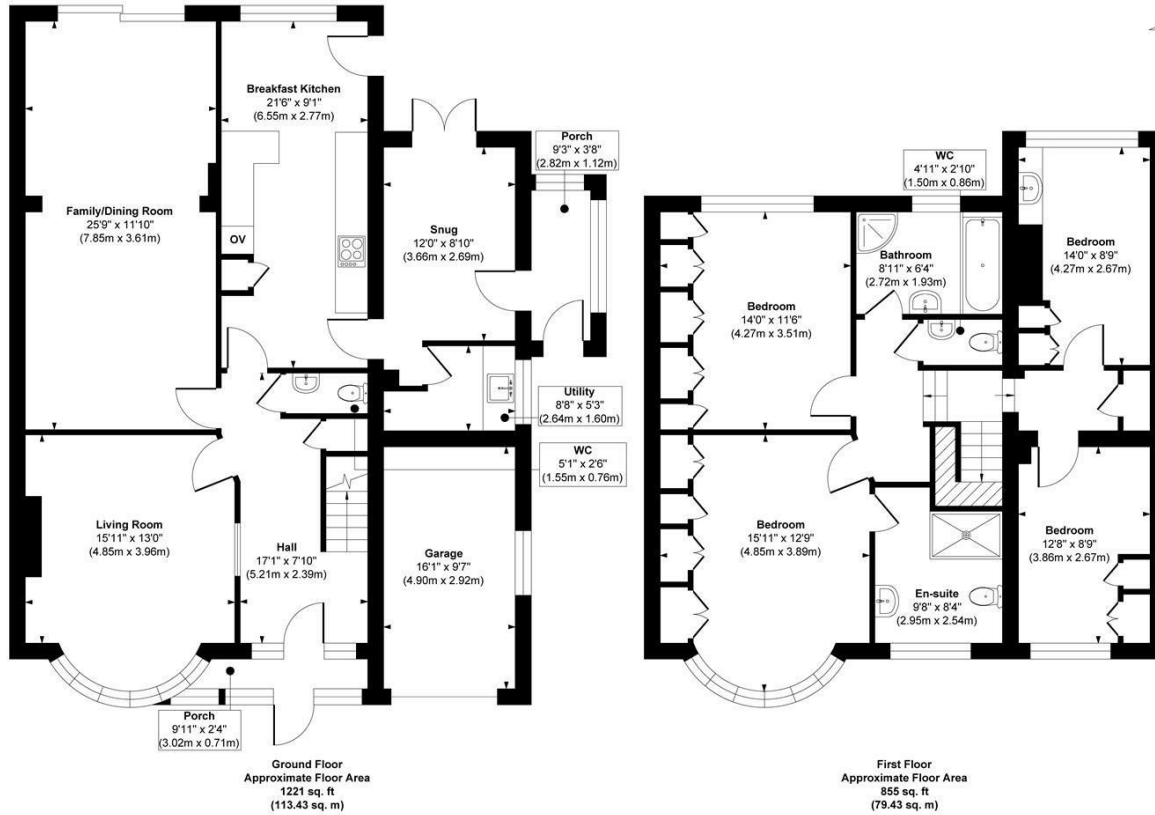 Breakfast Kitchen
21'6" x 9'1"
(6.55m x 2.77m)
Porch
9'3" x 3'8"
(2.82m x 1.12m)
Family/Dining Room
25'9" x 11'10"
(7.85m x 3.61m)
OV
Snug
12'0" x 8'10"
(3.66m x 2.69m)
Utility
8'8" x 5'3"
(2.64m x 1.60m)
WC
5'1" x 2'6"
(1.55m x 0.76m)
Living Room
15'11" x 13'0"
(4.85m x 3.96m)
Hall
17'1" x 7'10"
(5.21m x 2.39m)
Garage
16'1" x 9'7"
(4.90m x 2.92m)
Porch
9'11" x 2'4"
(3.02m x 0.71m)
Ground Floor
Approximate Floor Area
1221 sq. ft
(113.43 sq. m)
WC
4'11" x 2'10"
(1.50m x 0.86m)
Bathroom
8'11" x 6'4"
(2.72m x 1.93m)
Bedroom
14'0" x 8'9"
(4.27m x 2.67m)
Bedroom
14'0" x 11'6"
(4.27m x 3.51m)
Bedroom
15'11" x 12'9"
(4.85m x 3.89m)
Bedroom
12'8" x 8'9"
(3.86m x 2.67m)
En-suite
9'8" x 8'4"
(2.95m x 2.54m)
First Floor
Approximate Floor Area
855 sq. ft
(79.43 sq. m)